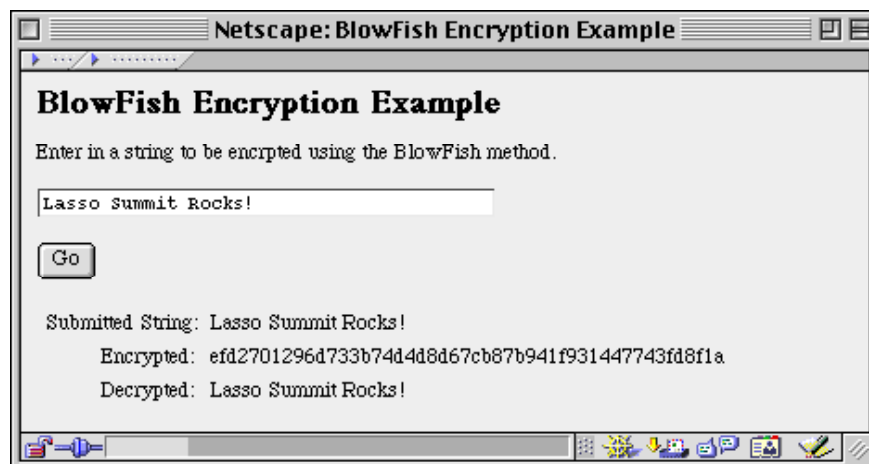 Netscape: BlowFish Encryption Example
BlowFish Encryption Example
Enter in a string to be encrpted using the BlowFish method.
Lasso Summit Rocks!
Go
Submitted String: Lasso Summit Rocks!
Encrypted: efd2701296d733b74d4d8d67cb87b941f931447743fd8f1a
Decrypted: Lasso Summit Rocks!